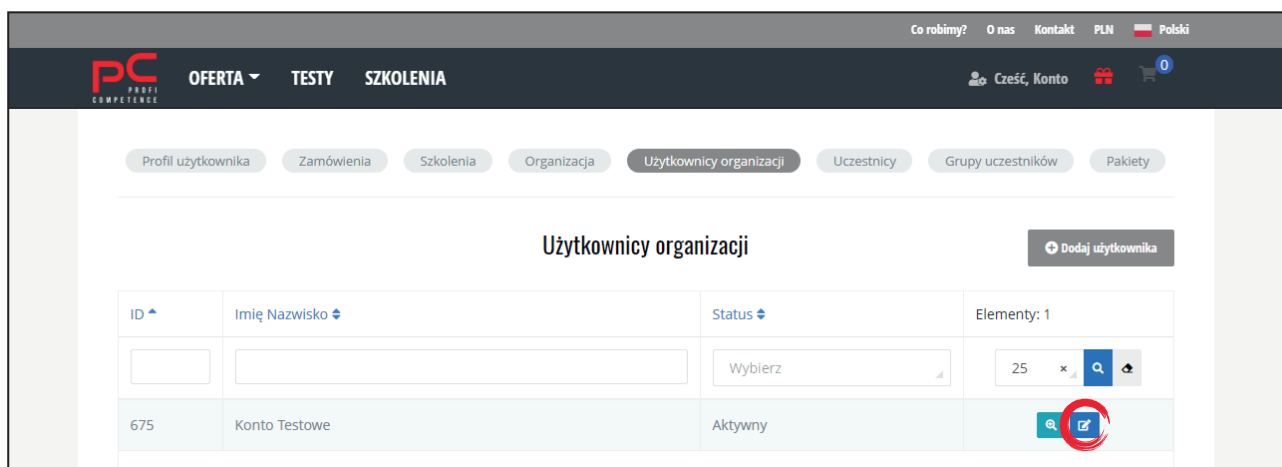 Co robimy? O nas Kontakt PLN Polski
PC PROFI COMPETENCE
OFERTA TESTY SZKOLENIA Cześć, Konto 0
Profil użytkownika Zamówienia Szkolenia Organizacja Użytkownicy organizacji Uczestnicy Grupy uczestników Pakiety
Użytkownicy organizacji Dodaj użytkownika
ID Imię Nazwisko Status Elementy: 1
Wybierz 25 ×
675 Konto Testowe Aktywny